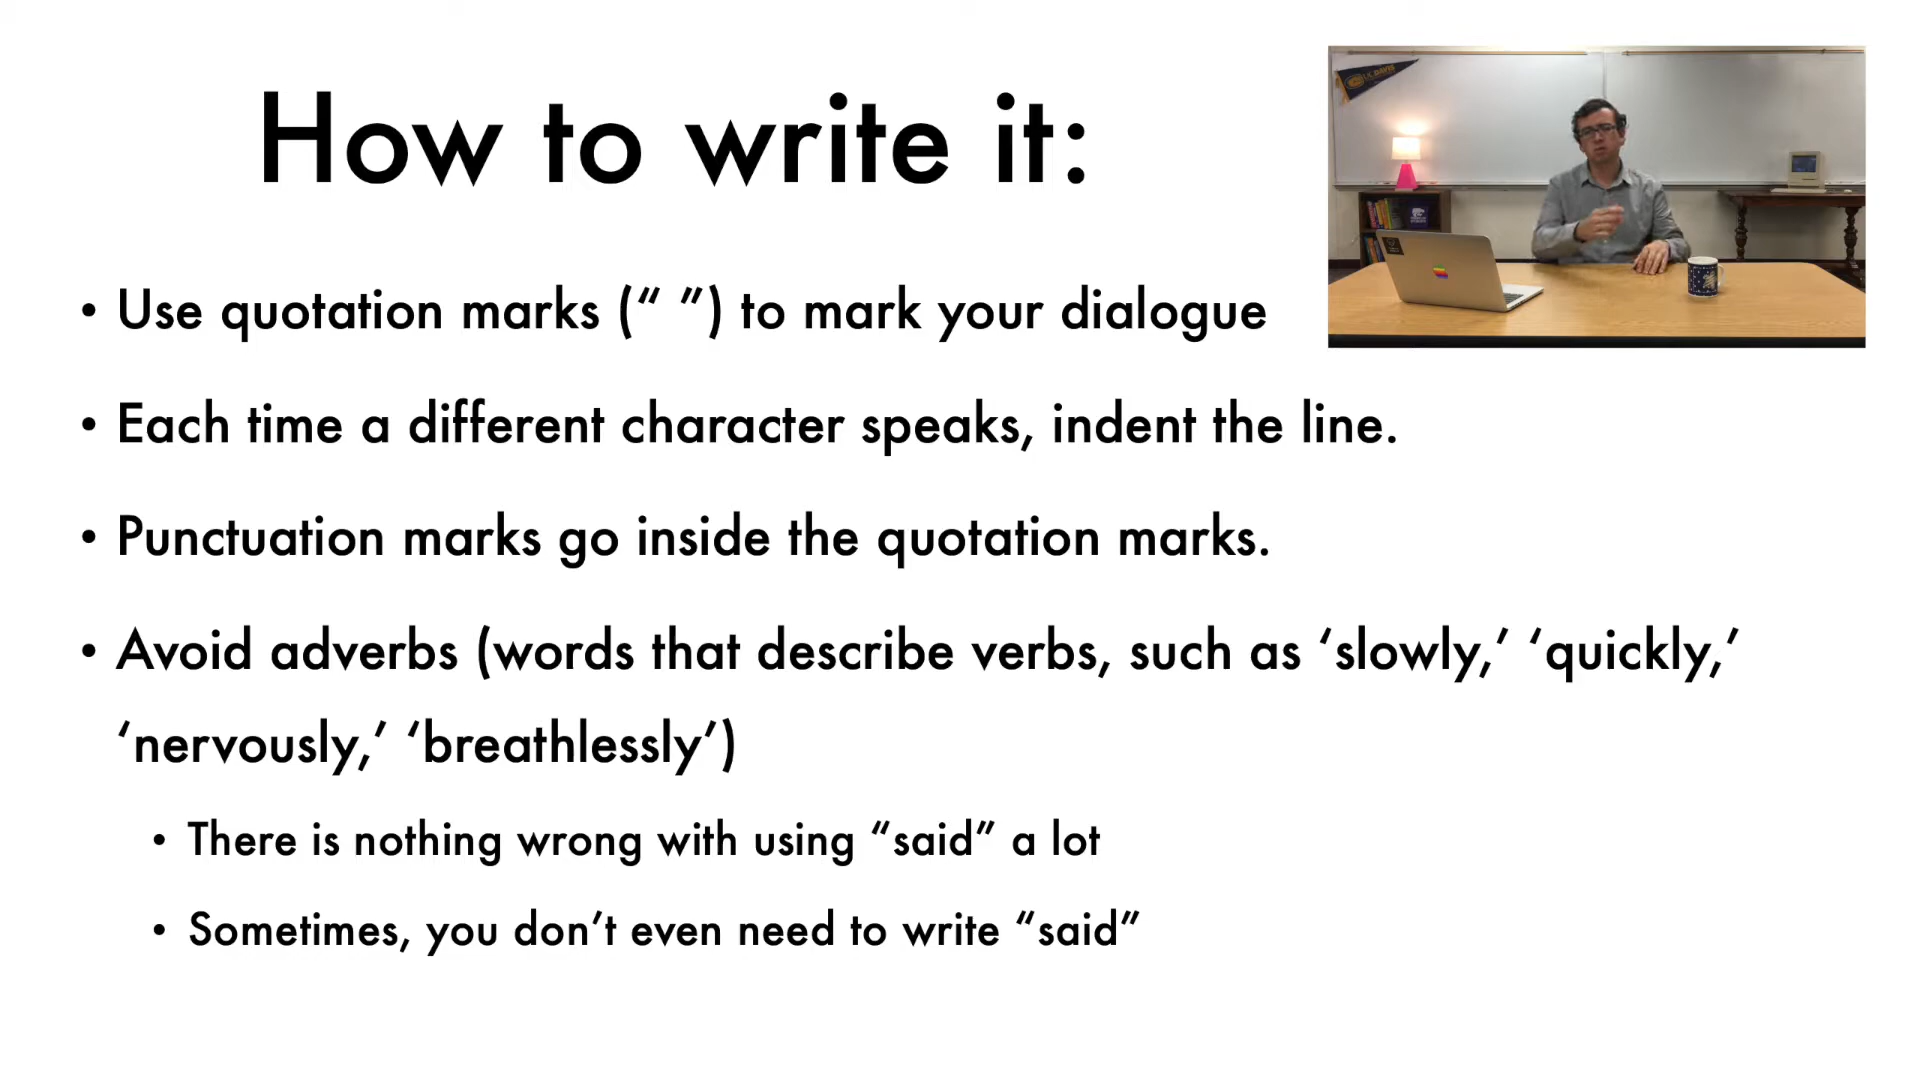 How to write it:
UC DAVIS
• Use quotation marks (“ ”) to mark your dialogue
• Each time a different character speaks, indent the line.
• Punctuation marks go inside the quotation marks.
• Avoid adverbs (words that describe verbs, such as ‘slowly,’ ‘quickly,’
‘nervously,’ ‘breathlessly’)
• There is nothing wrong with using “said” a lot
• Sometimes, you don’t even need to write “said”